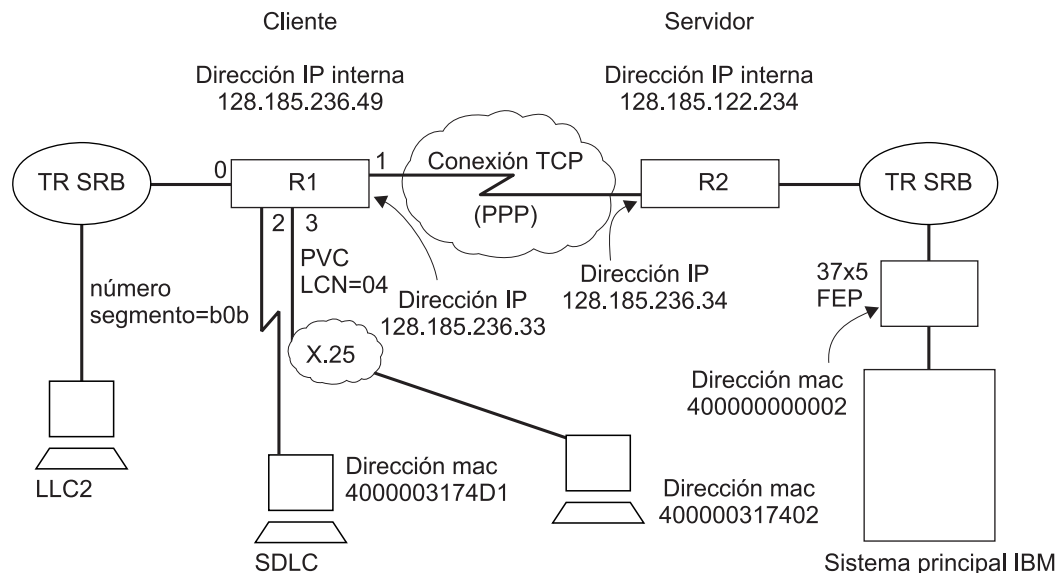 Cliente
Servidor
Dirección IP interna
128.185.236.49
Dirección IP interna
128.185.122.234
TR SRB
0
R1
1
Conexión TCP
(PPP)
R2
TR SRB
2
3
PVC
LCN=04
Dirección IP
128.185.236.33
Dirección IP
128.185.236.34
37x5
FEP
número
segmento=b0b
X.25
Dirección mac
400000000002
LLC2
Dirección mac
4000003174D1
SDLC
Dirección mac
400000317402
Sistema principal IBM